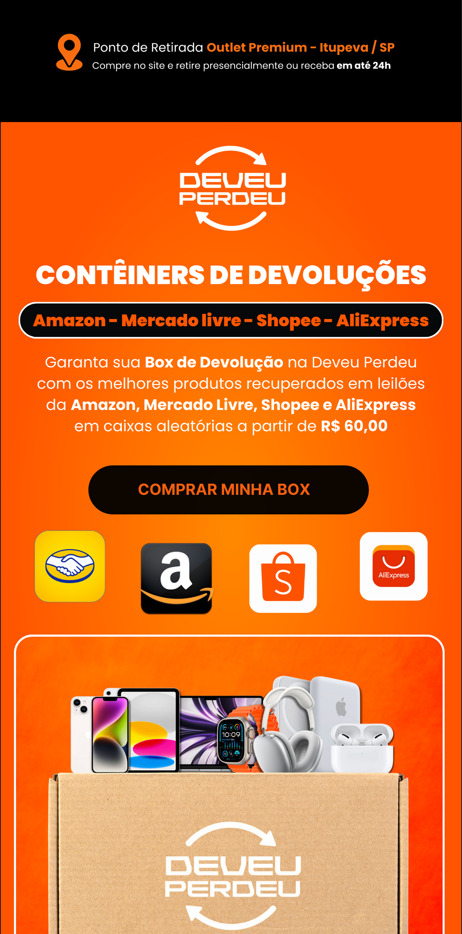 Ponto de Retirada Outlet Premium - Itupeva / SP
Compre no site e retire presencialmente ou receba em até 24h
DEVEU
PERDEU
CONTÊINERS DE DEVOLUÇÕES
Amazon - Mercado livre - Shopee - AliExpress
Garanta sua Box de Devolução na Deveu Perdeu
com os melhores produtos recuperados em leilões
da Amazon, Mercado Livre, Shopee e AliExpress
em caixas aleatórias a partir de R$ 60,00
COMPRAR MINHA BOX
a
S
AliExpress
10:09
DEVEU
PERDEU